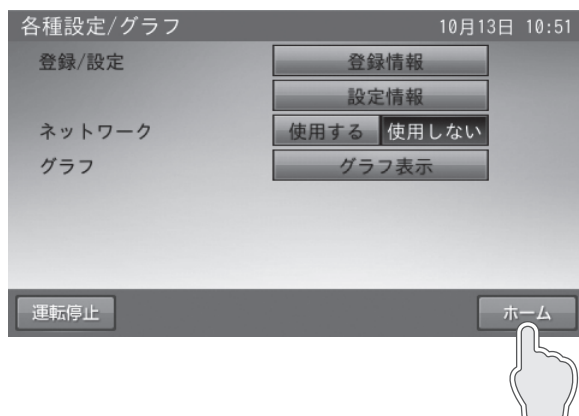 各種設定/グラフ 10月13日 10:51
登録/設定 登録情報
設定情報
ネットワーク 使用する 使用しない
グラフ グラフ表示
運転停止 ホーム